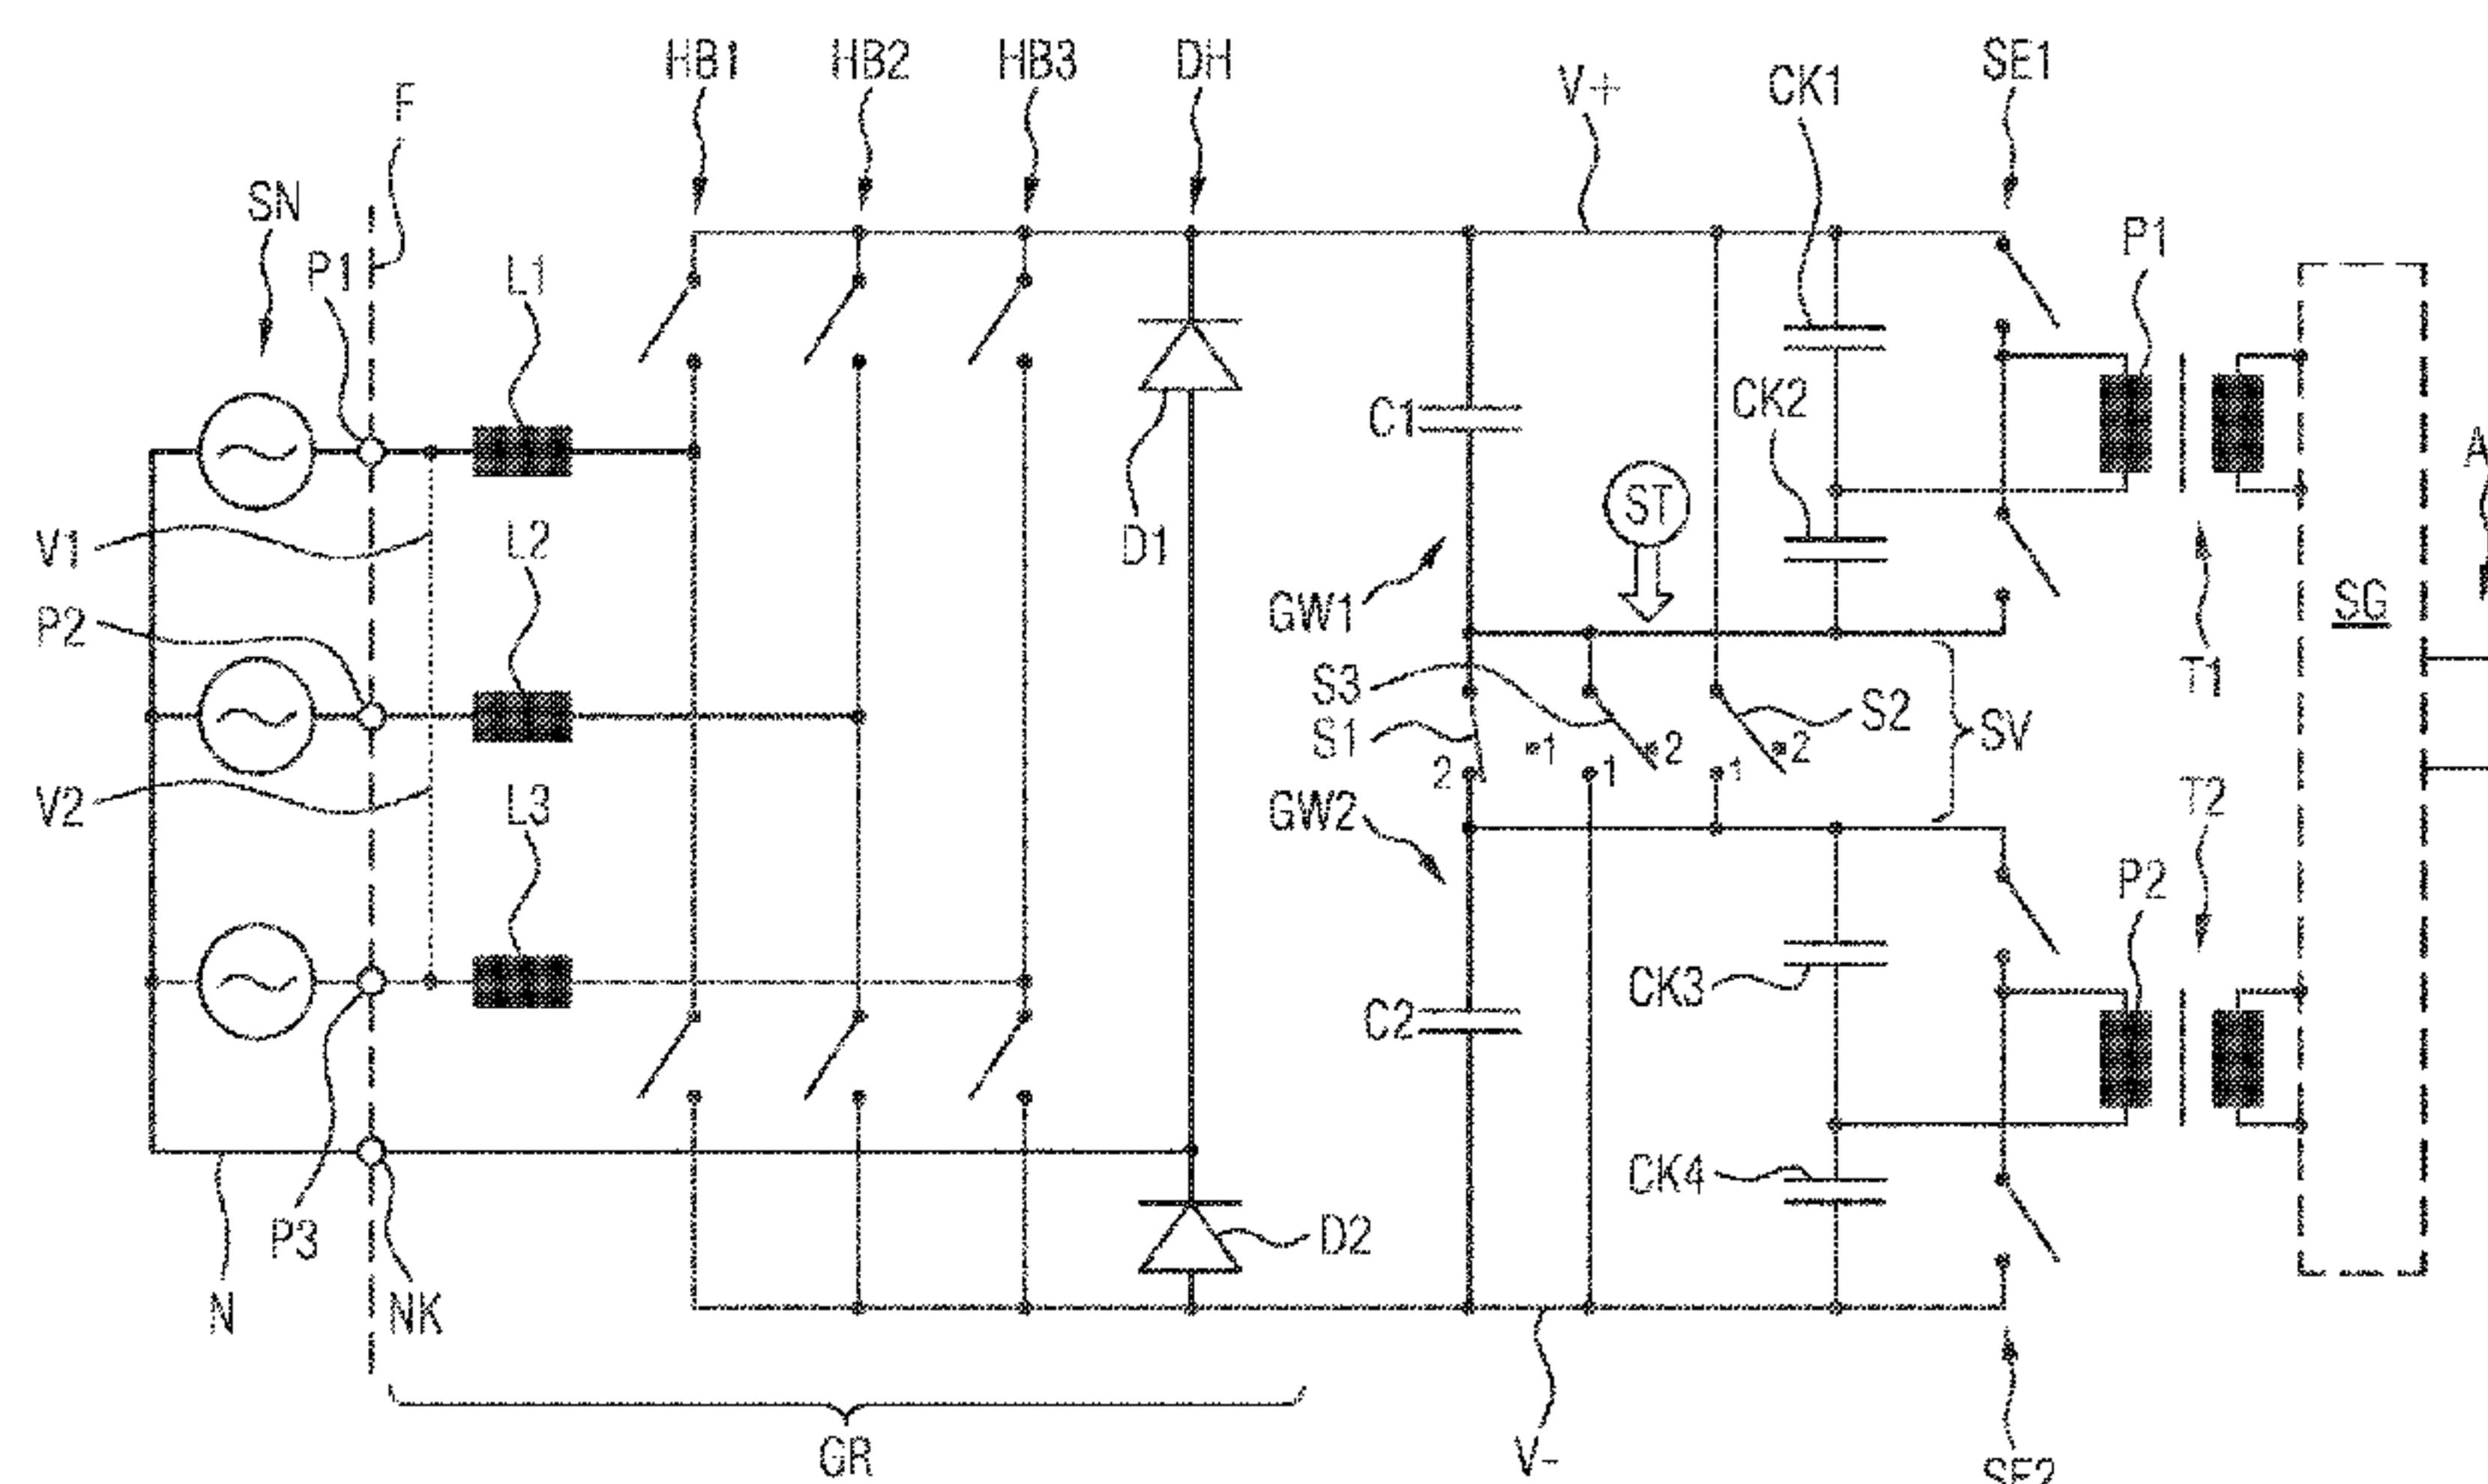 HB1 HB2 HB3 DH SE1
F V+ CK1
SN
P1 L1 P1
C1 CK2 A
ST
V1 L2 D1
GW1 SG
P2
S3 S2 T1
S1 SV
1 2 2
2 1 1
V2 L3 GW2 T2
P2
CK3
C2
CK4
P3 D2
N NK
GR V- SE2